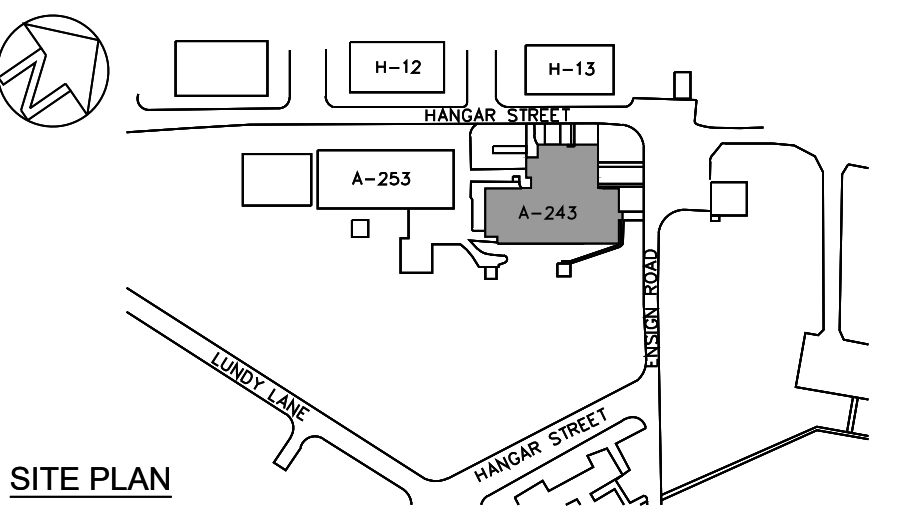 N
H-12
H-13
HANGAR STREET
A-253
A-243
ENSIGN ROAD
LUNDY LANE
HANGAR STREET
SITE PLAN